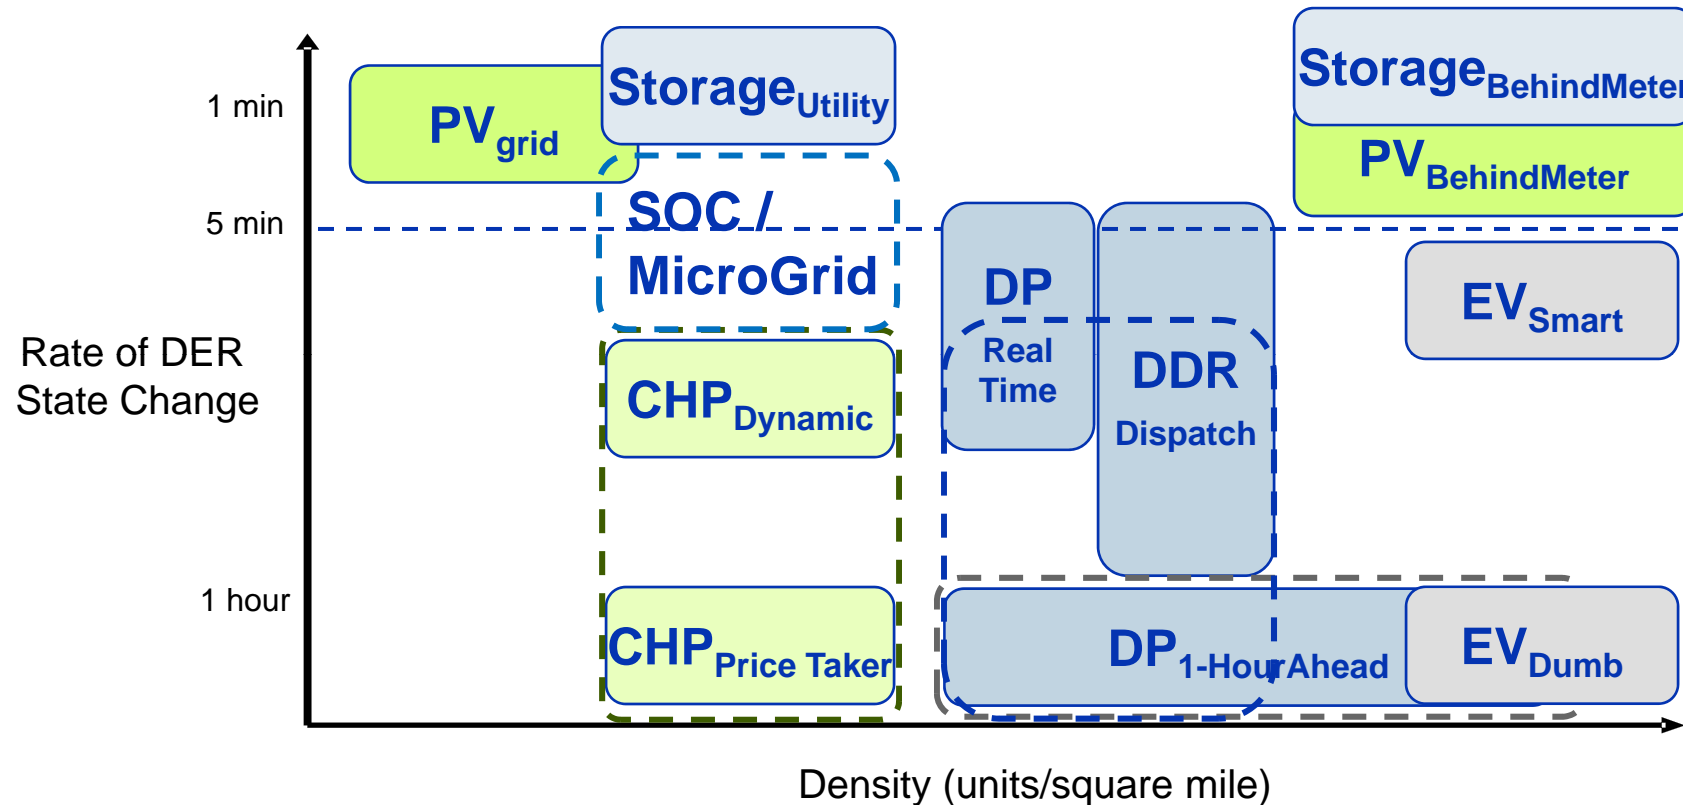 1 min
5 min
1 hour
Rate of DER
State Change
PVgrid
StorageUtility
SOC /
MicroGrid
CHPDynamic
CHPPrice Taker
DP
Real
Time
DDR
Dispatch
DP1-HourAhead
StorageBehindMeter
PVBehindMeter
EVSmart
EVDumb
Density (units/square mile)